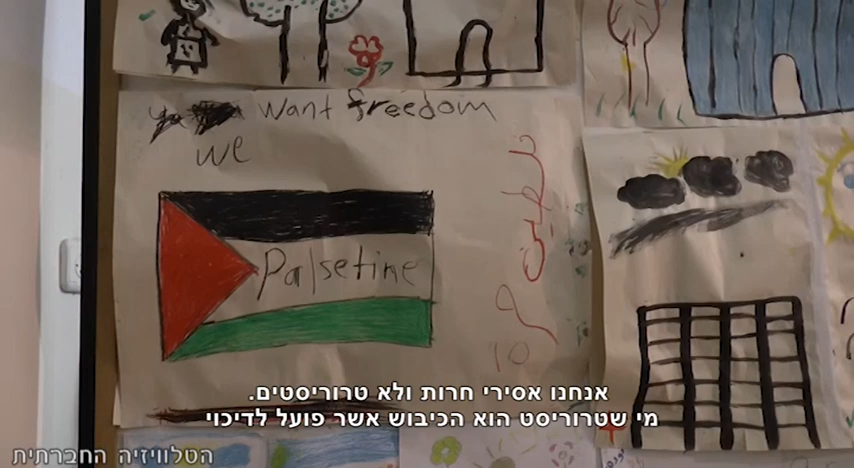 want freedom
we
Palsetine
אנחנו אסירי חרות ולא טרוריסטים.
מי שטרוריסט הוא הכיבוש אשר פועל לדיכוי
הטלוויזיה החברתית